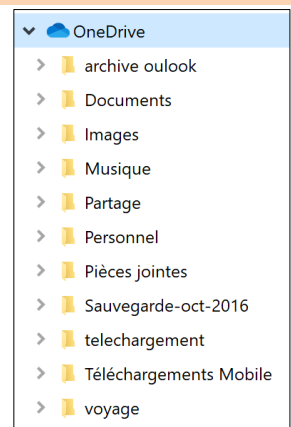 OneDrive
archive oulook
Documents
Images
Musique
Partage
Personnel
Pièces jointes
Sauvegarde-oct-2016
telechargement
Téléchargements Mobile
voyage